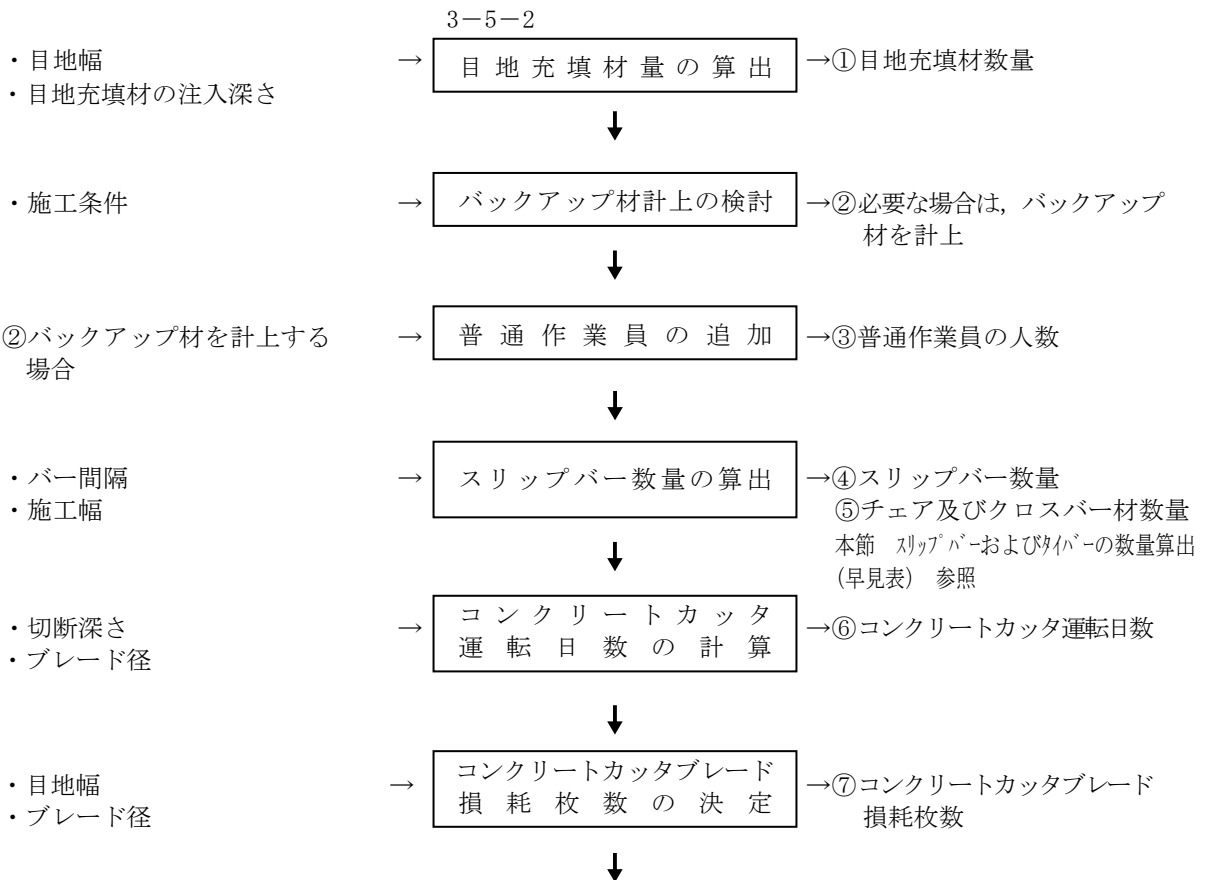 3－5－2
・目地幅 → 目地充填材量の算出 →①目地充填材数量
・目地充填材の注入深さ
↓
・施工条件 → バックアップ材計上の検討 →②必要な場合は，バックアップ
材を計上
↓
②バックアップ材を計上する → 普通作業員の追加 →③普通作業員の人数
場合
↓
・バー間隔 → スリップバー数量の算出 →④スリップバー数量
・施工幅 ⑤チェア及びクロスバー材数量
本節　ｽﾘｯﾌﾟﾊﾞｰおよびﾀｲﾊﾞｰの数量算出
(早見表)　参照
↓
・切断深さ → コンクリートカッタ →⑥コンクリートカッタ運転日数
・ブレード径 運転日数の計算
↓
・目地幅 → コンクリートカッタブレード →⑦コンクリートカッタブレード
・ブレード径 損耗枚数の決定 損耗枚数
↓